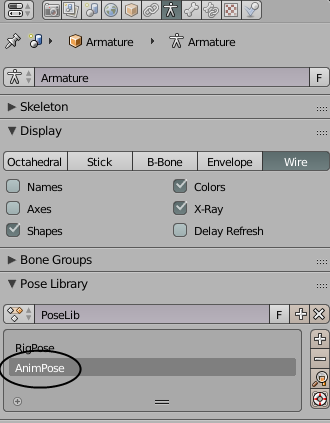 Armature Armature
Armature F
Skeleton
Display
Octahedral Stick B-Bone Envelope Wire
Names Colors
Axes X-Ray
Shapes Delay Refresh
Bone Groups
Pose Library
PoseLib F
RigPose
AnimPose